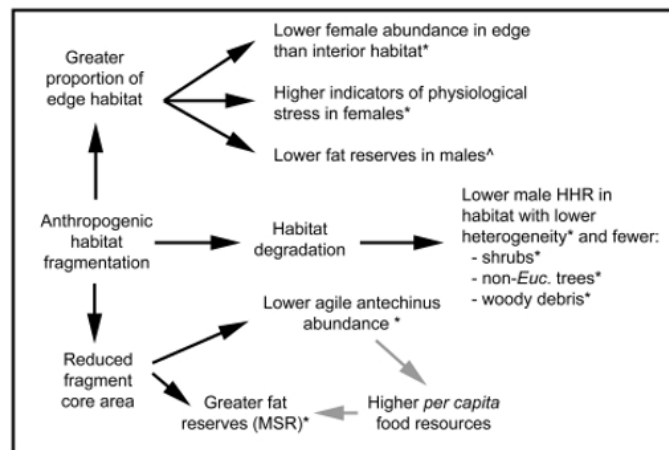 Greater
proportion of
edge habitat
Lower female abundance in edge
than interior habitat*
Higher indicators of physiological
stress in females*
Lower fat reserves in males^
Anthropogenic
habitat
fragmentation
Habitat
degradation
Lower male HHR in
habitat with lower
heterogeneity* and fewer:
- shrubs*
- non-Euc. trees*
- woody debris*
Reduced
fragment
core area
Lower agile antechinus
abundance *
Greater fat
reserves (MSR)*
Higher per capita
food resources